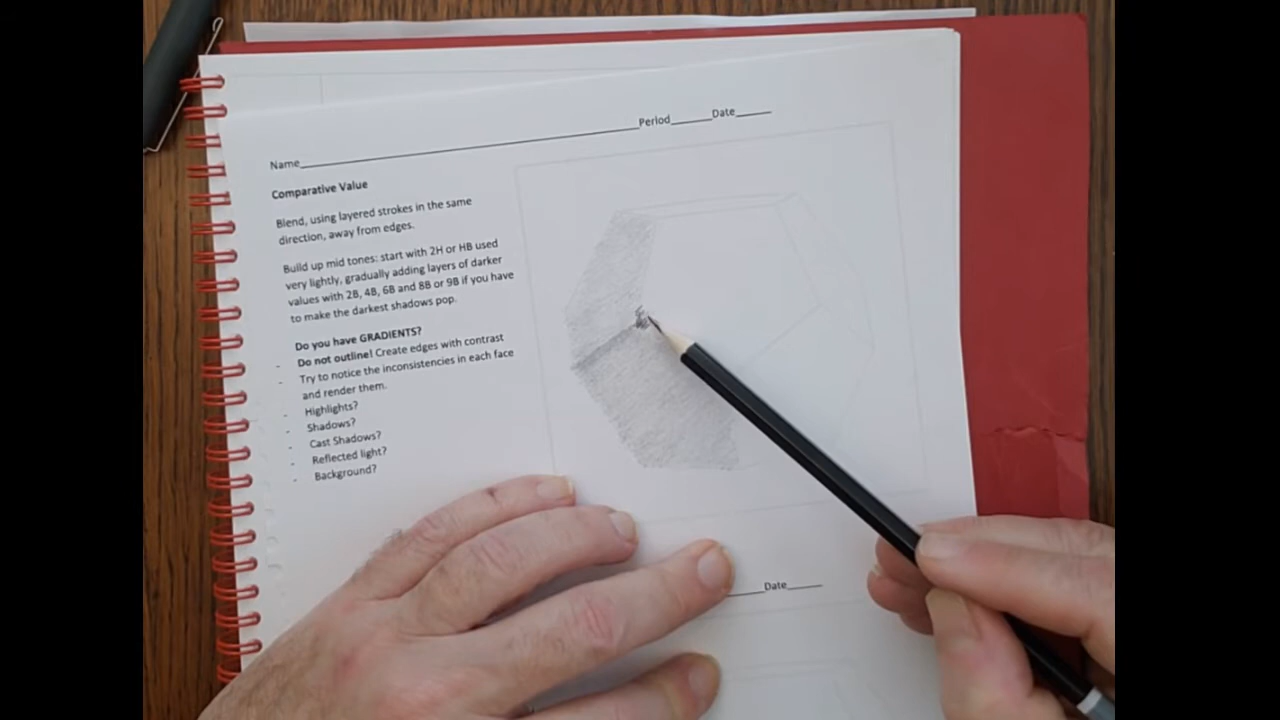 Name____________________Period______Date_____
Comparative Value
Blend, using layered strokes in the same
direction, away from edges.
Build up mid tones: start with 2H or HB used
very lightly, gradually adding layers of darker
values with 2B, 4B, 6B and 8B or 9B if you have
to make the darkest shadows pop.
Do you have GRADIENTS?
- Do not outline! Create edges with contrast
- Try to notice the inconsistencies in each face
and render them.
- Highlights?
- Shadows?
- Cast Shadows?
- Reflected light?
- Background?
_____Date_____